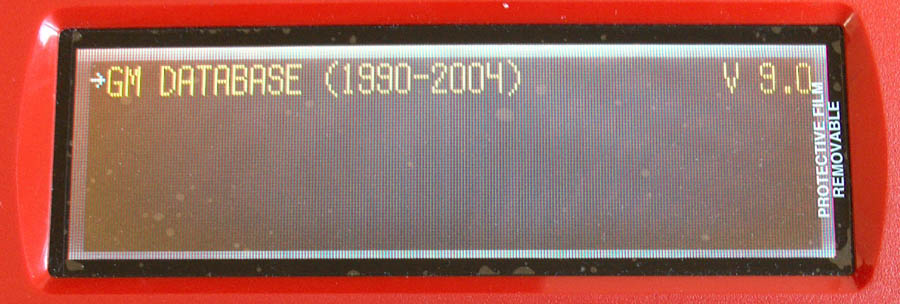 →GM DATABASE (1990-2004) V 9.0
PROTECTIVE FILM
REMOVABLE